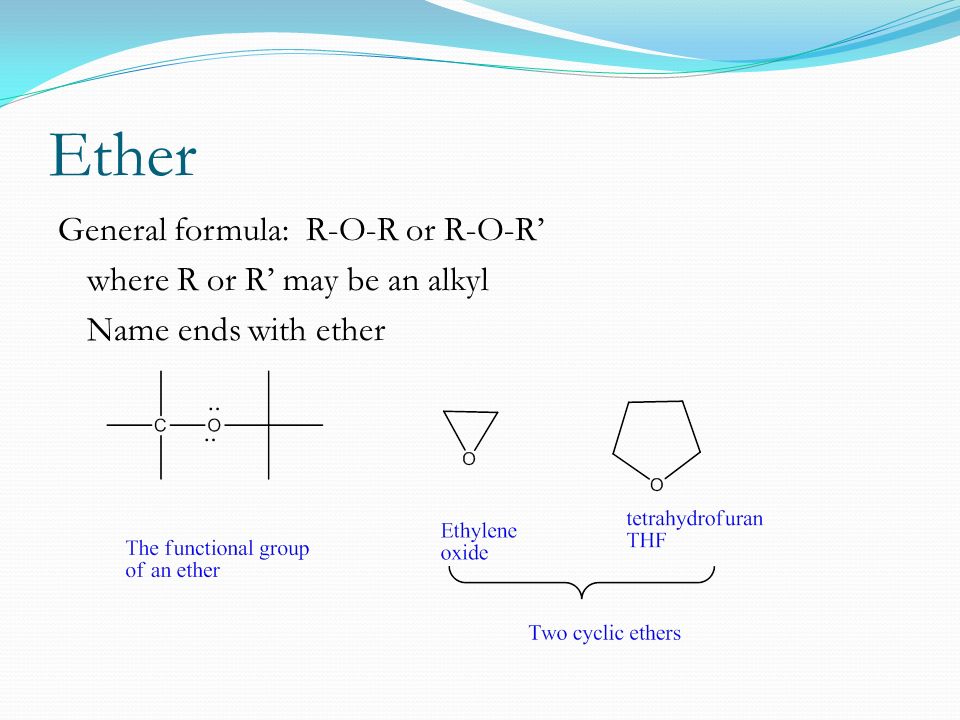 Ether
General formula:  R-O-R or R-O-R’
where R or R’ may be an alkyl
Name ends with ether
C O
O
O
The functional group
of an ether
Ethylene
oxide
tetrahydrofuran
THF
Two cyclic ethers